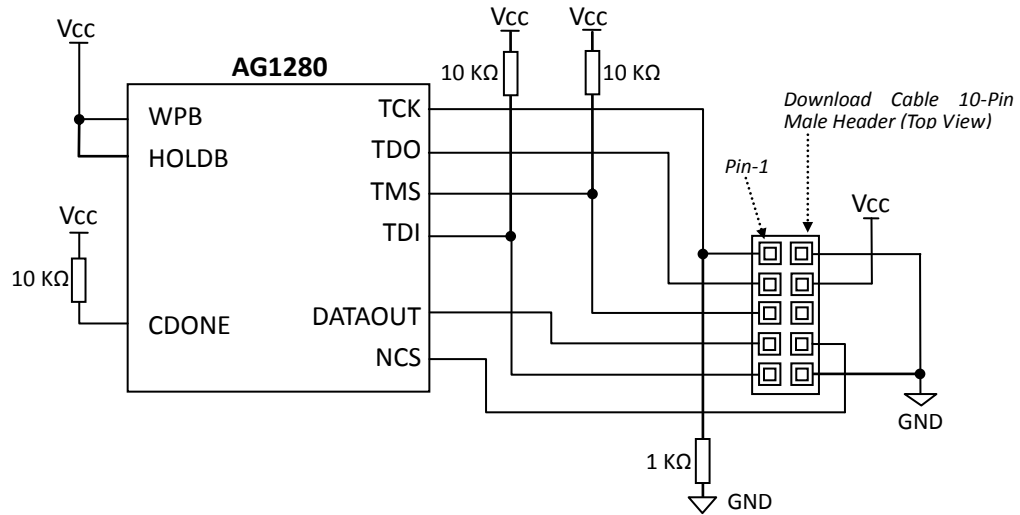 Vcc
Vcc
Vcc
AG1280
10 KΩ
10 KΩ
WPB
HOLDB
TCK
TDO
TMS
TDI
Download Cable 10-Pin
Male Header (Top View)
Pin-1
Vcc
Vcc
10 KΩ
CDONE
DATAOUT
NCS
GND
1 KΩ
GND